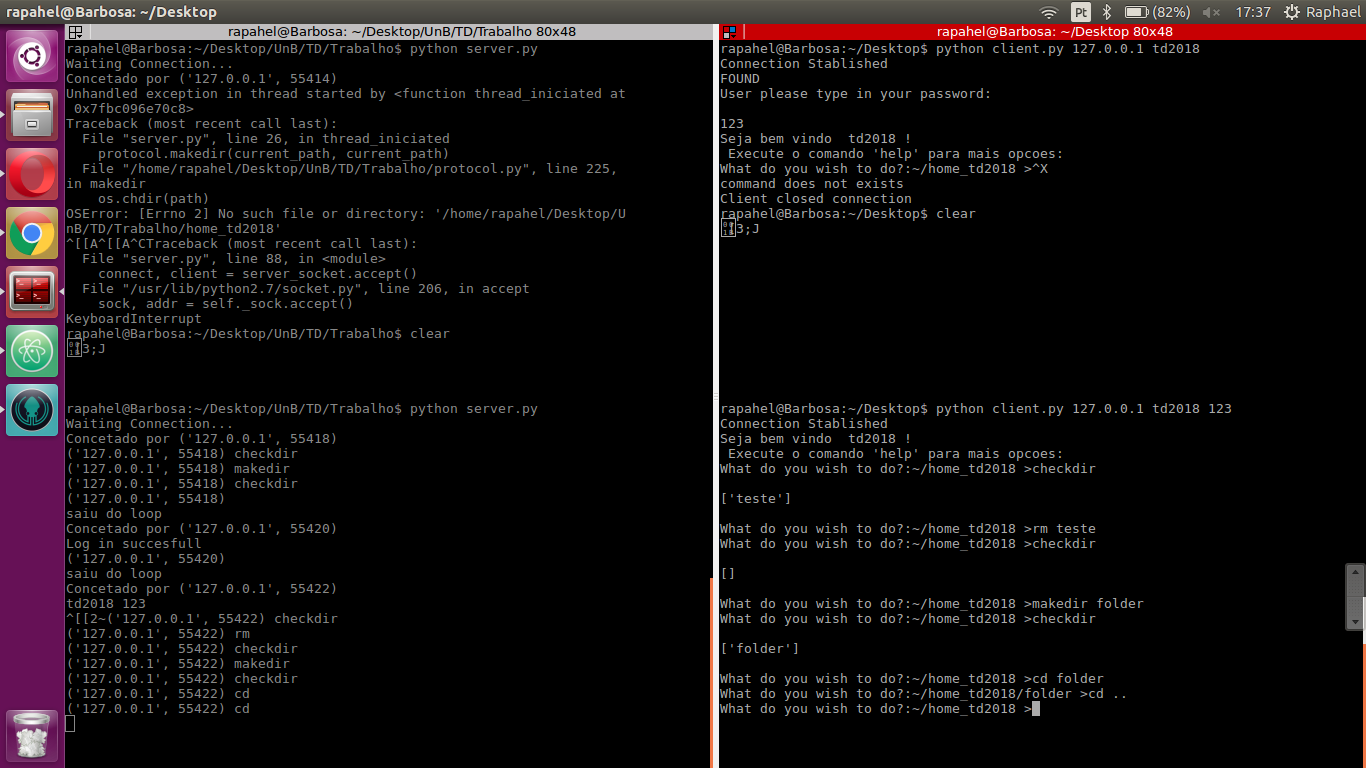 rapahel@Barbosa: ~/Desktop
Pt
(82%)
17:37
Raphael
rapahel@Barbosa: ~/Desktop/UnB/TD/Trabalho 80x48
rapahel@Barbosa:~/Desktop/UnB/TD/Trabalho$ python server.py
Waiting Connection...
Concetado por ('127.0.0.1', 55414)
Unhandled exception in thread started by <function thread_iniciated at
 0x7fbc096e70c8>
Traceback (most recent call last):
  File "server.py", line 26, in thread_iniciated
    protocol.makedir(current_path, current_path)
  File "/home/rapahel/Desktop/UnB/TD/Trabalho/protocol.py", line 225,
in makedir
    os.chdir(path)
OSError: [Errno 2] No such file or directory: '/home/rapahel/Desktop/U
nB/TD/Trabalho/home_td2018'
^[[A^[[A^CTraceback (most recent call last):
  File "server.py", line 88, in <module>
    connect, client = server_socket.accept()
  File "/usr/lib/python2.7/socket.py", line 206, in accept
    sock, addr = self._sock.accept()
KeyboardInterrupt
rapahel@Barbosa:~/Desktop/UnB/TD/Trabalho$ clear
3;J
rapahel@Barbosa:~/Desktop/UnB/TD/Trabalho$ python server.py
Waiting Connection...
Concetado por ('127.0.0.1', 55418)
('127.0.0.1', 55418) checkdir
('127.0.0.1', 55418) makedir
('127.0.0.1', 55418) checkdir
('127.0.0.1', 55418)
saiu do loop
Concetado por ('127.0.0.1', 55420)
Log in succesfull
('127.0.0.1', 55420)
saiu do loop
Concetado por ('127.0.0.1', 55422)
td2018 123
^[[2~('127.0.0.1', 55422) checkdir
('127.0.0.1', 55422) rm
('127.0.0.1', 55422) checkdir
('127.0.0.1', 55422) makedir
('127.0.0.1', 55422) checkdir
('127.0.0.1', 55422) cd
('127.0.0.1', 55422) cd
rapahel@Barbosa: ~/Desktop 80x48
rapahel@Barbosa:~/Desktop$ python client.py 127.0.0.1 td2018
Connection Stablished
FOUND
User please type in your password:
123
Seja bem vindo  td2018 !
 Execute o comando 'help' para mais opcoes:
What do you wish to do?:~/home_td2018 >^X
command does not exists
Client closed connection
rapahel@Barbosa:~/Desktop$ clear
3;J
rapahel@Barbosa:~/Desktop$ python client.py 127.0.0.1 td2018 123
Connection Stablished
Seja bem vindo  td2018 !
 Execute o comando 'help' para mais opcoes:
What do you wish to do?:~/home_td2018 >checkdir
['teste']
What do you wish to do?:~/home_td2018 >rm teste
What do you wish to do?:~/home_td2018 >checkdir
[]
What do you wish to do?:~/home_td2018 >makedir folder
What do you wish to do?:~/home_td2018 >checkdir
['folder']
What do you wish to do?:~/home_td2018 >cd folder
What do you wish to do?:~/home_td2018/folder >cd ..
What do you wish to do?:~/home_td2018 >